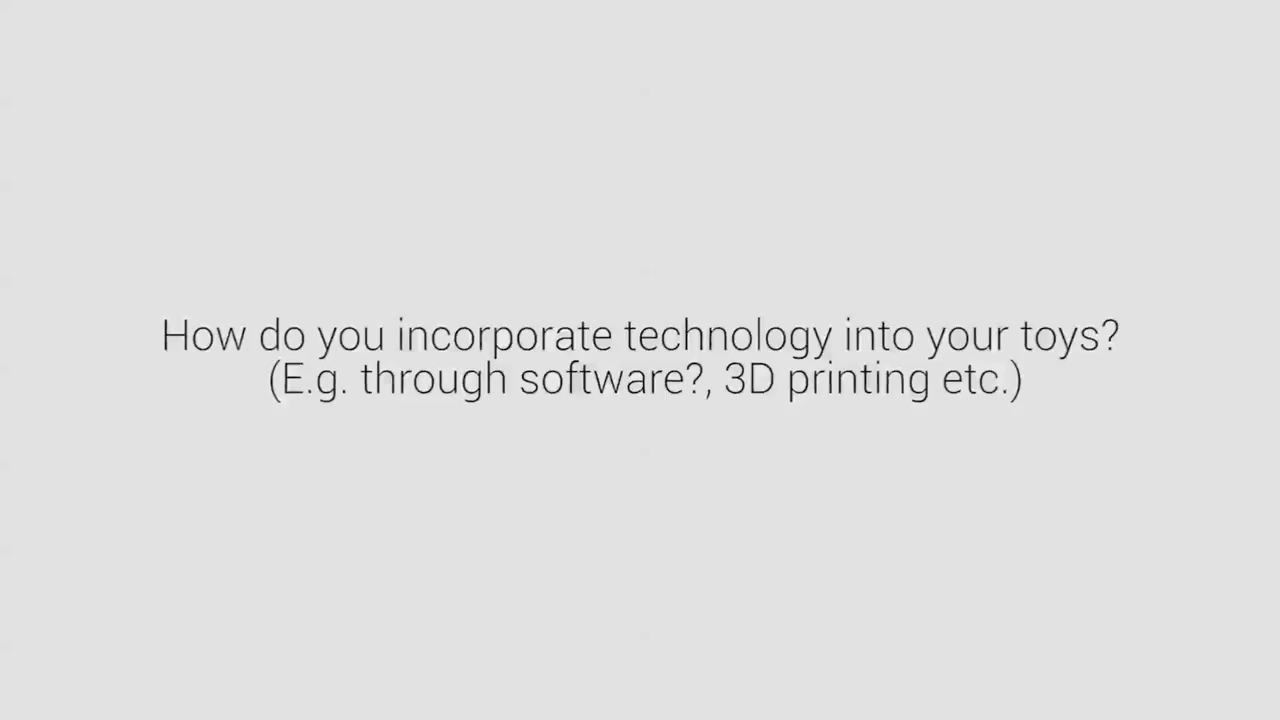 How do you incorporate technology into your toys?
(E.g. through software?, 3D printing etc.)